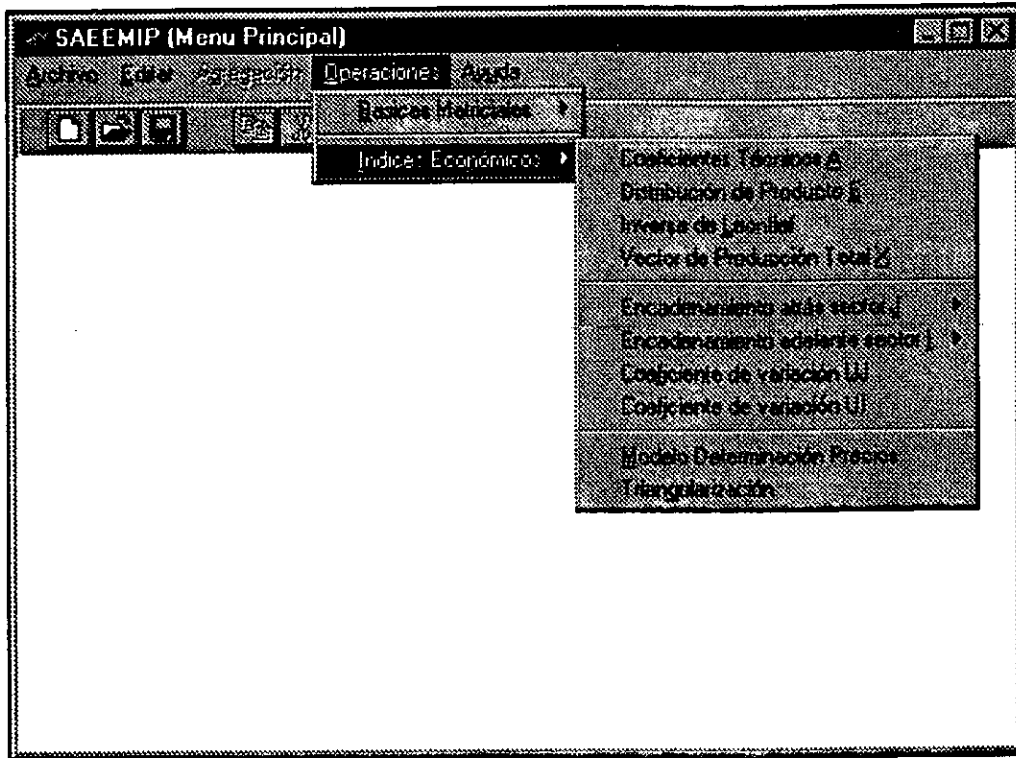 SAEEMIP (Menu Principal)
Archivo Editar Agregación Operaciones Ayuda
Basicas Matriciales
Indices Económicos
Coeficientes Técnicos A
Distribución de Producto E
Inversa de Leontief
Vector de Producción Total
Encadenamiento atrás sector J
Encadenamiento adelante sector I
Coeficiente de variación
Coeficiente de variación
Modelo Determinación Precios
Triangularización